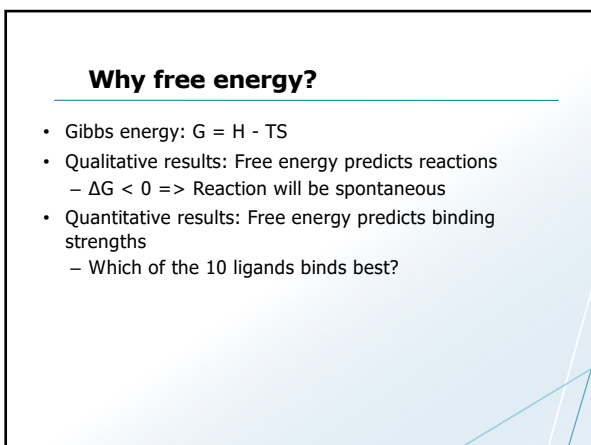 Why free energy?
• Gibbs energy: G = H - TS
• Qualitative results: Free energy predicts reactions
– ΔG < 0 => Reaction will be spontaneous
• Quantitative results: Free energy predicts binding
strengths
– Which of the 10 ligands binds best?